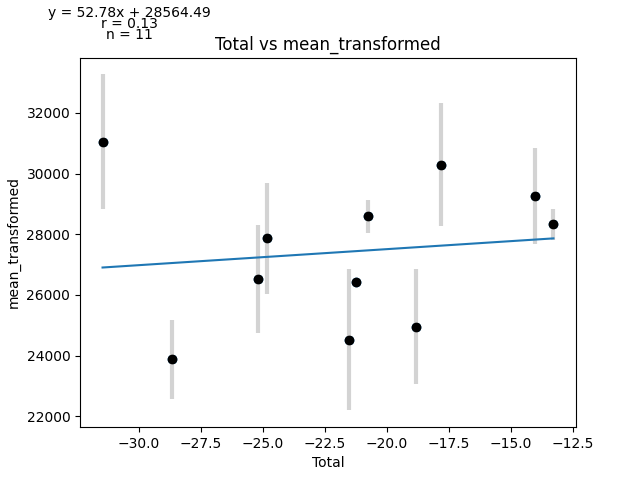 y = 52.78x + 28564.49
r = 0.13
n = 11
Total vs mean_transformed
mean_transformed
32000
30000
28000
26000
24000
22000
−30.0 −27.5 −25.0 −22.5 −20.0 −17.5 −15.0 −12.5
Total